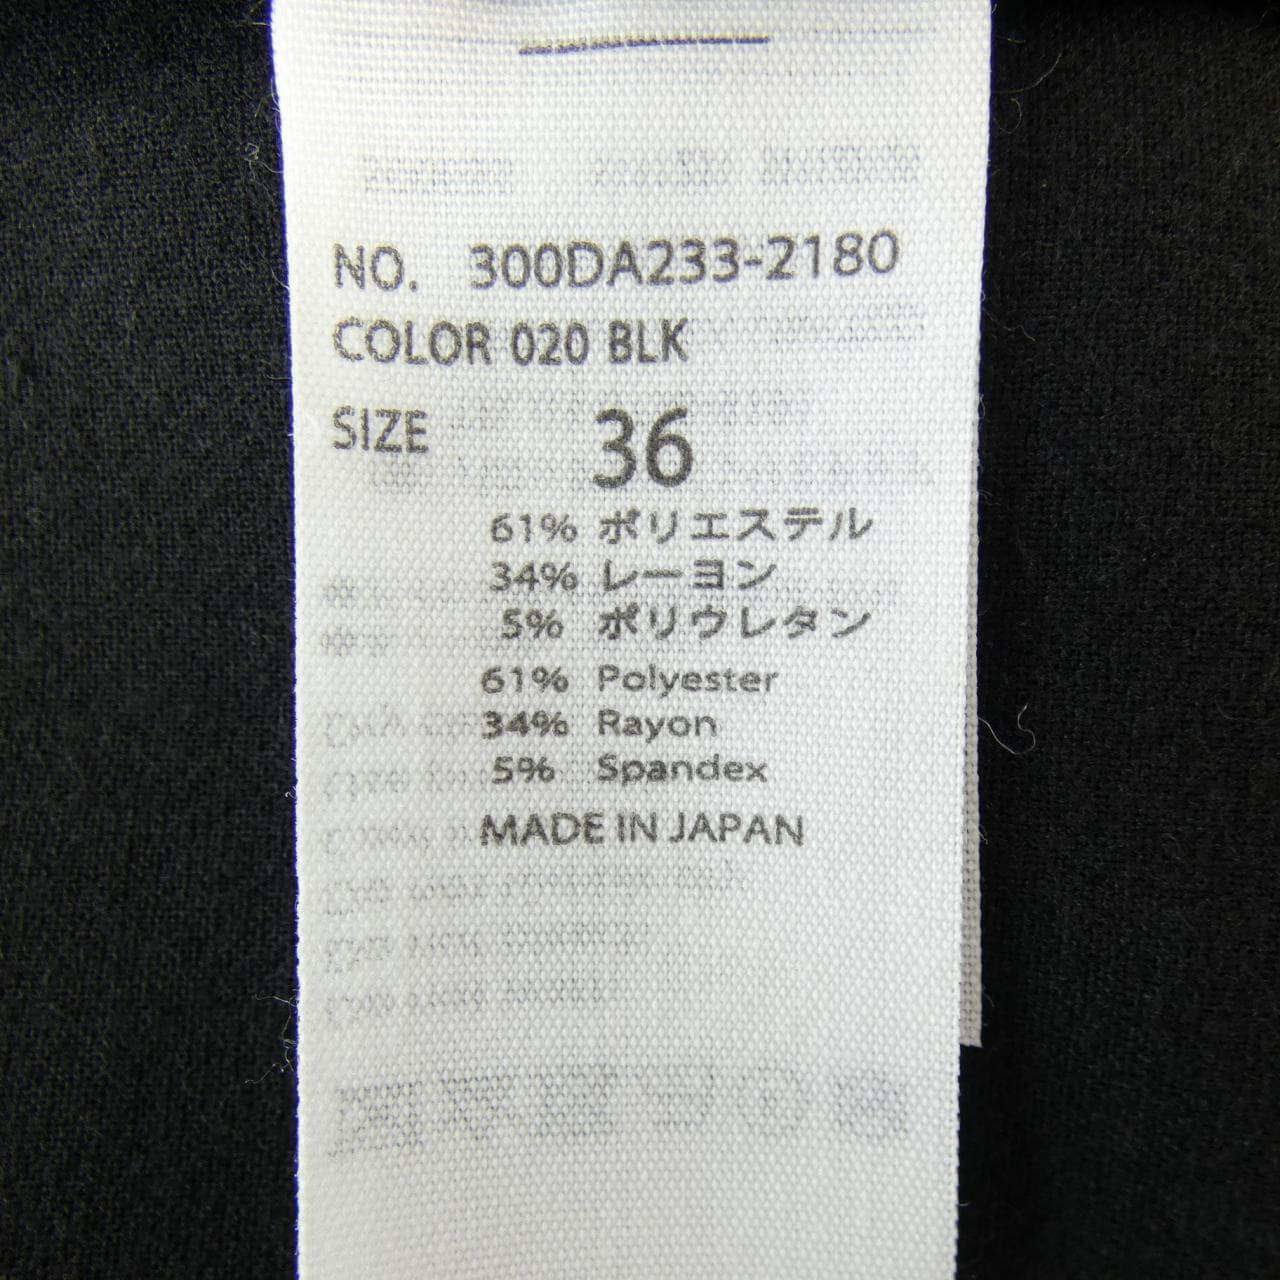 NO. 300DA233-2180
COLOR 020 BLK
SIZE 36
61% ポリエステル
34% レーヨン
5% ポリウレタン
61% Polyester
34% Rayon
5% Spandex
MADE IN JAPAN